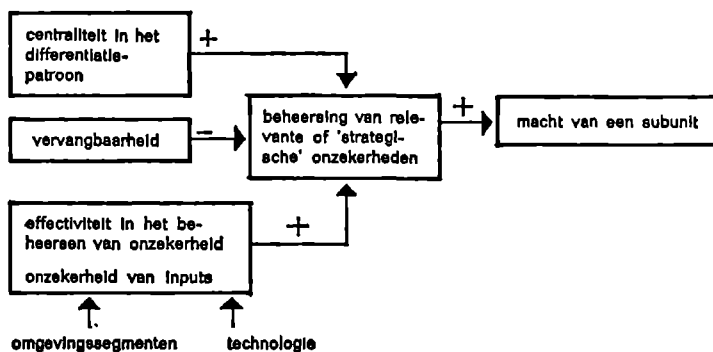 centraliteit in het
differentiatie-
patroon
+
vervangbaarheid
-
effectiviteit in het be-
heersen van onzekerheid
onzekerheid van inputs
+
omgevingssegmenten
technologie
beheersing van rele-
vante of 'strategi-
sche' onzekerheden
+
macht van een subunit